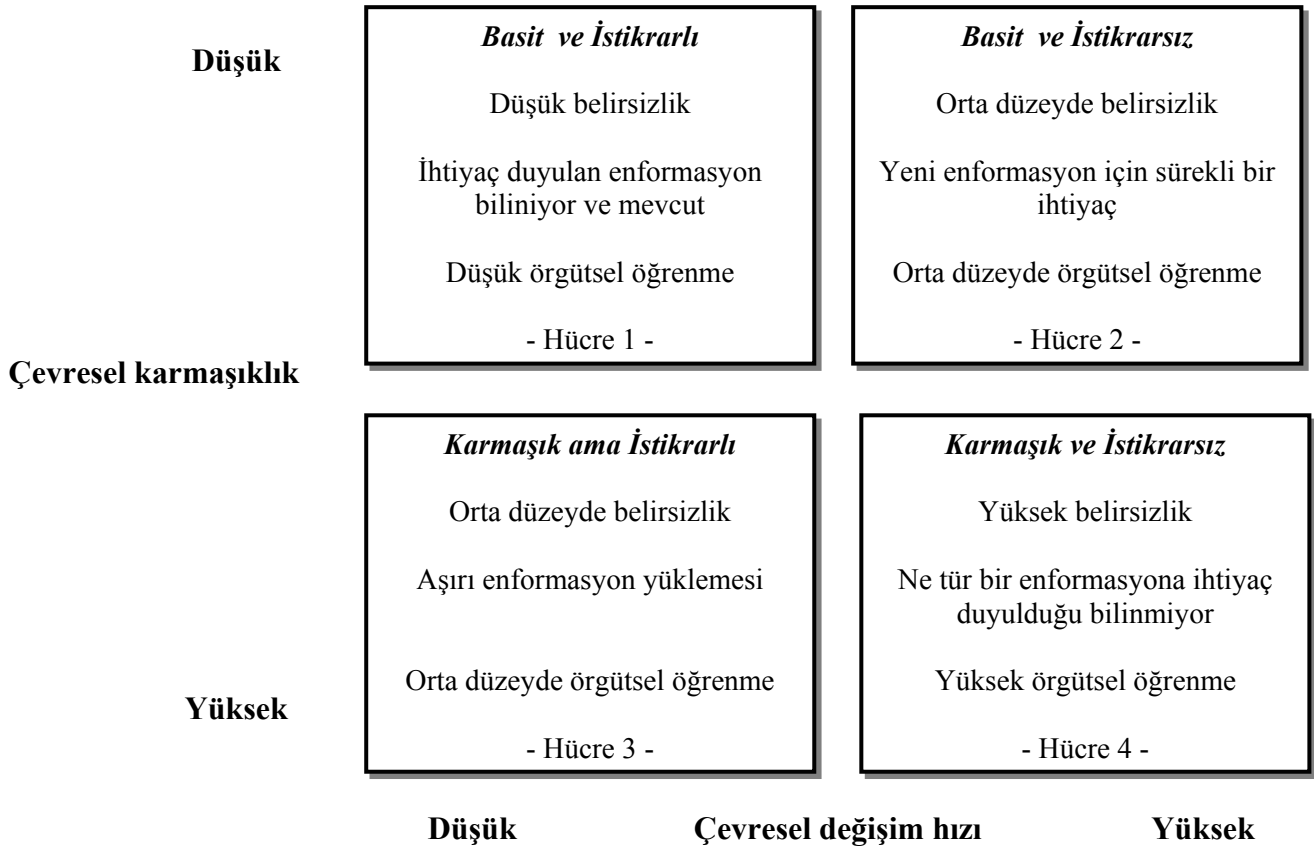 Düşük
Basit ve İstikrarlı
Düşük belirsizlik
İhtiyaç duyulan enformasyon
biliniyor ve mevcut
Düşük örgütsel öğrenme
- Hücre 1 -
Basit ve İstikrarsız
Orta düzeyde belirsizlik
Yeni enformasyon için sürekli bir
ihtiyaç
Orta düzeyde örgütsel öğrenme
- Hücre 2 -
Çevresel karmaşıklık
Karmaşık ama İstikrarlı
Orta düzeyde belirsizlik
Aşırı enformasyon yüklemesi
Orta düzeyde örgütsel öğrenme
- Hücre 3 -
Karmaşık ve İstikrarsız
Yüksek belirsizlik
Ne tür bir enformasyona ihtiyaç
duyulduğu bilinmiyor
Yüksek örgütsel öğrenme
- Hücre 4 -
Yüksek
Düşük Çevresel değişim hızı Yüksek